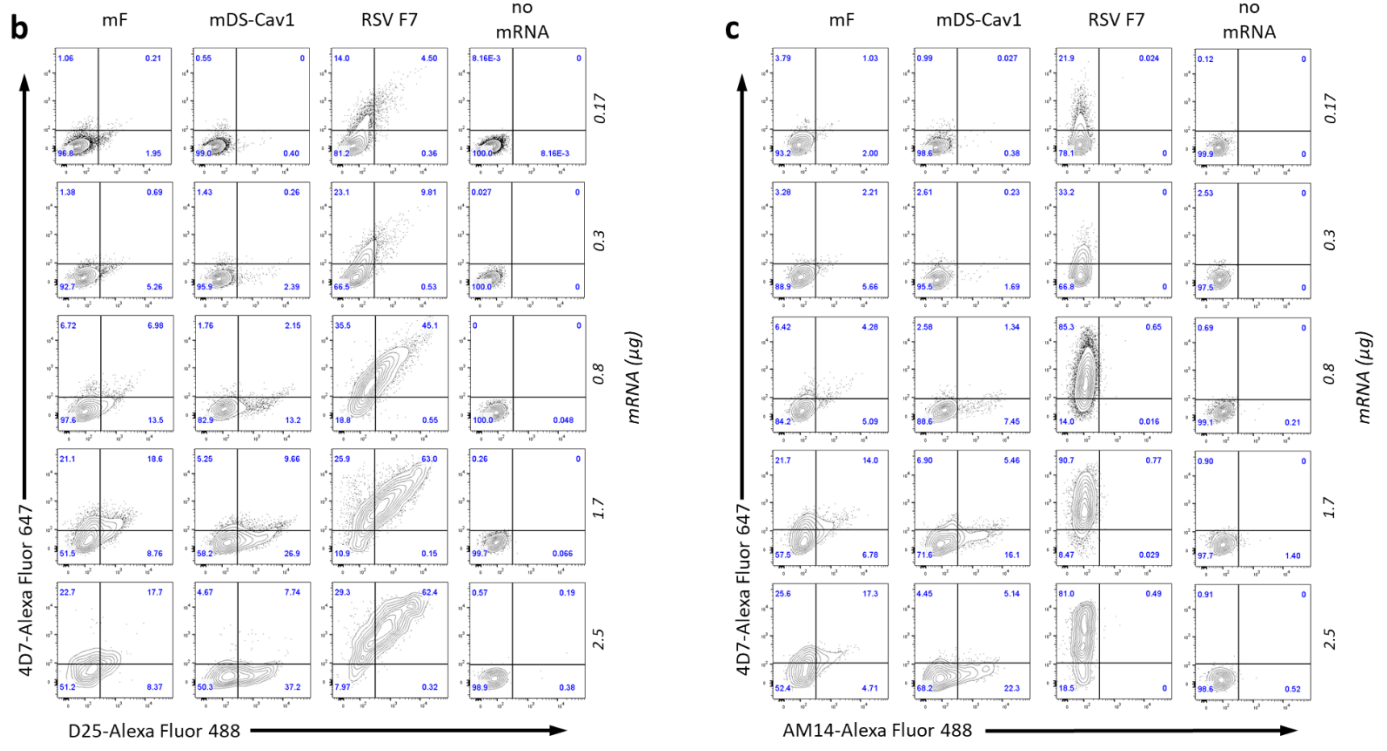 b
mF mDS-Cav1 RSV F7 no mRNA
1.06 0.21 0.55 0 14.0 4.50 8.16E-3 0
96.8 1.95 99.0 0.40 81.2 0.36 100.0 8.16E-3
0.17
1.38 0.69 1.43 0.26 23.1 9.81 0.027 0
92.7 5.26 95.9 2.39 66.5 0.53 100.0 0
0.3
6.72 6.98 1.76 2.15 35.5 45.1 0 0
97.6 13.5 82.9 13.2 18.8 0.55 100.0 0.048
0.8
21.1 18.6 5.25 9.66 25.9 63.0 0.26 0
51.5 8.76 58.2 26.9 10.9 0.15 99.7 0.066
1.7
22.7 17.7 4.67 7.74 29.3 62.4 0.57 0.19
51.2 8.37 50.3 37.2 7.97 0.32 98.9 0.38
2.5
mRNA (µg)
4D7-Alexa Fluor 647
D25-Alexa Fluor 488
c
mF mDS-Cav1 RSV F7 no mRNA
3.79 1.03 0.99 0.027 21.9 0.024 0.12 0
93.2 2.00 98.6 0.38 78.1 0 99.9 0
0.17
3.28 2.21 2.61 0.23 33.2 0 2.53 0
88.9 5.66 95.5 1.69 66.8 0 97.5 0
0.3
6.42 4.28 2.58 1.34 85.3 0.65 0.69 0
84.2 5.09 88.6 7.45 14.0 0.016 99.1 0.21
0.8
21.7 14.0 6.90 5.46 90.7 0.77 0.90 0
57.5 6.78 71.6 16.1 8.47 0.029 97.7 1.40
1.7
25.6 17.3 4.45 5.14 81.0 0.49 0.91 0
52.4 4.71 68.2 22.3 18.5 0 98.6 0.52
2.5
mRNA (µg)
4D7-Alexa Fluor 647
AM14-Alexa Fluor 488